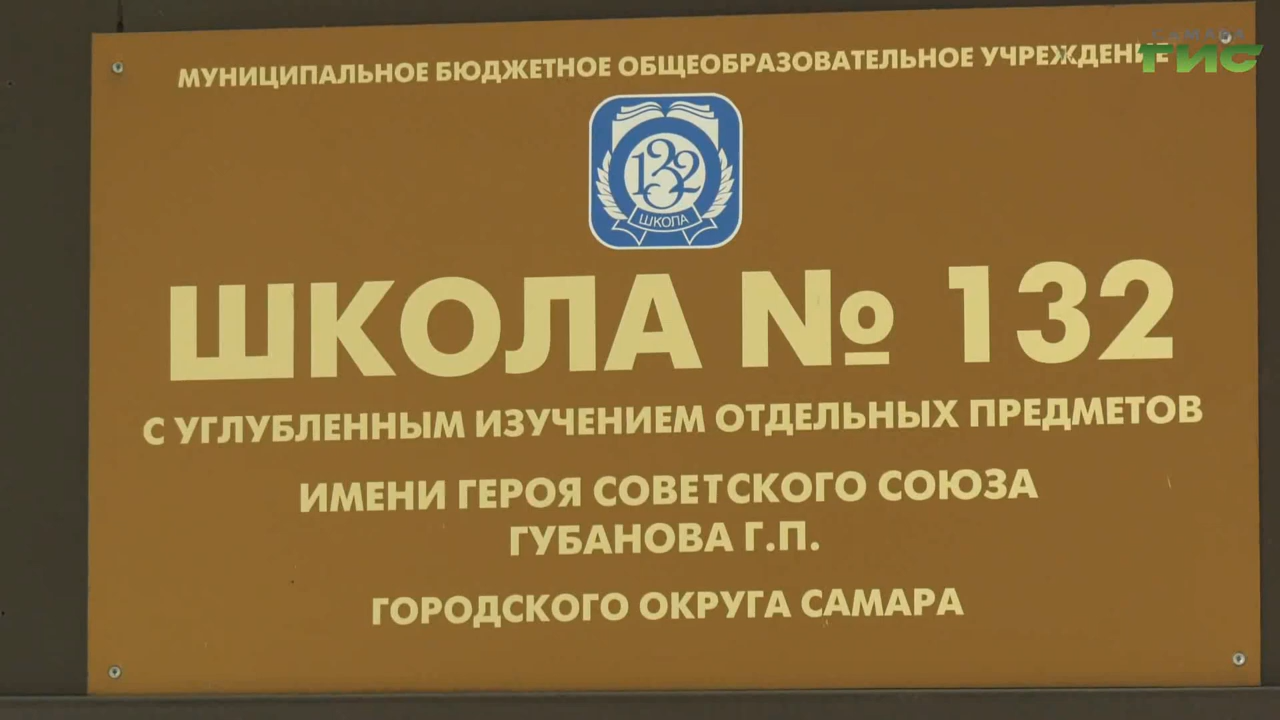 САМАРА
ГИС
МУНИЦИПАЛЬНОЕ БЮДЖЕТНОЕ ОБЩЕОБРАЗОВАТЕЛЬНОЕ УЧРЕЖДЕНИЕ
132
ШКОЛА
ШКОЛА № 132
С УГЛУБЛЕННЫМ ИЗУЧЕНИЕМ ОТДЕЛЬНЫХ ПРЕДМЕТОВ
ИМЕНИ ГЕРОЯ СОВЕТСКОГО СОЮЗА
ГУБАНОВА Г.П.
ГОРОДСКОГО ОКРУГА САМАРА